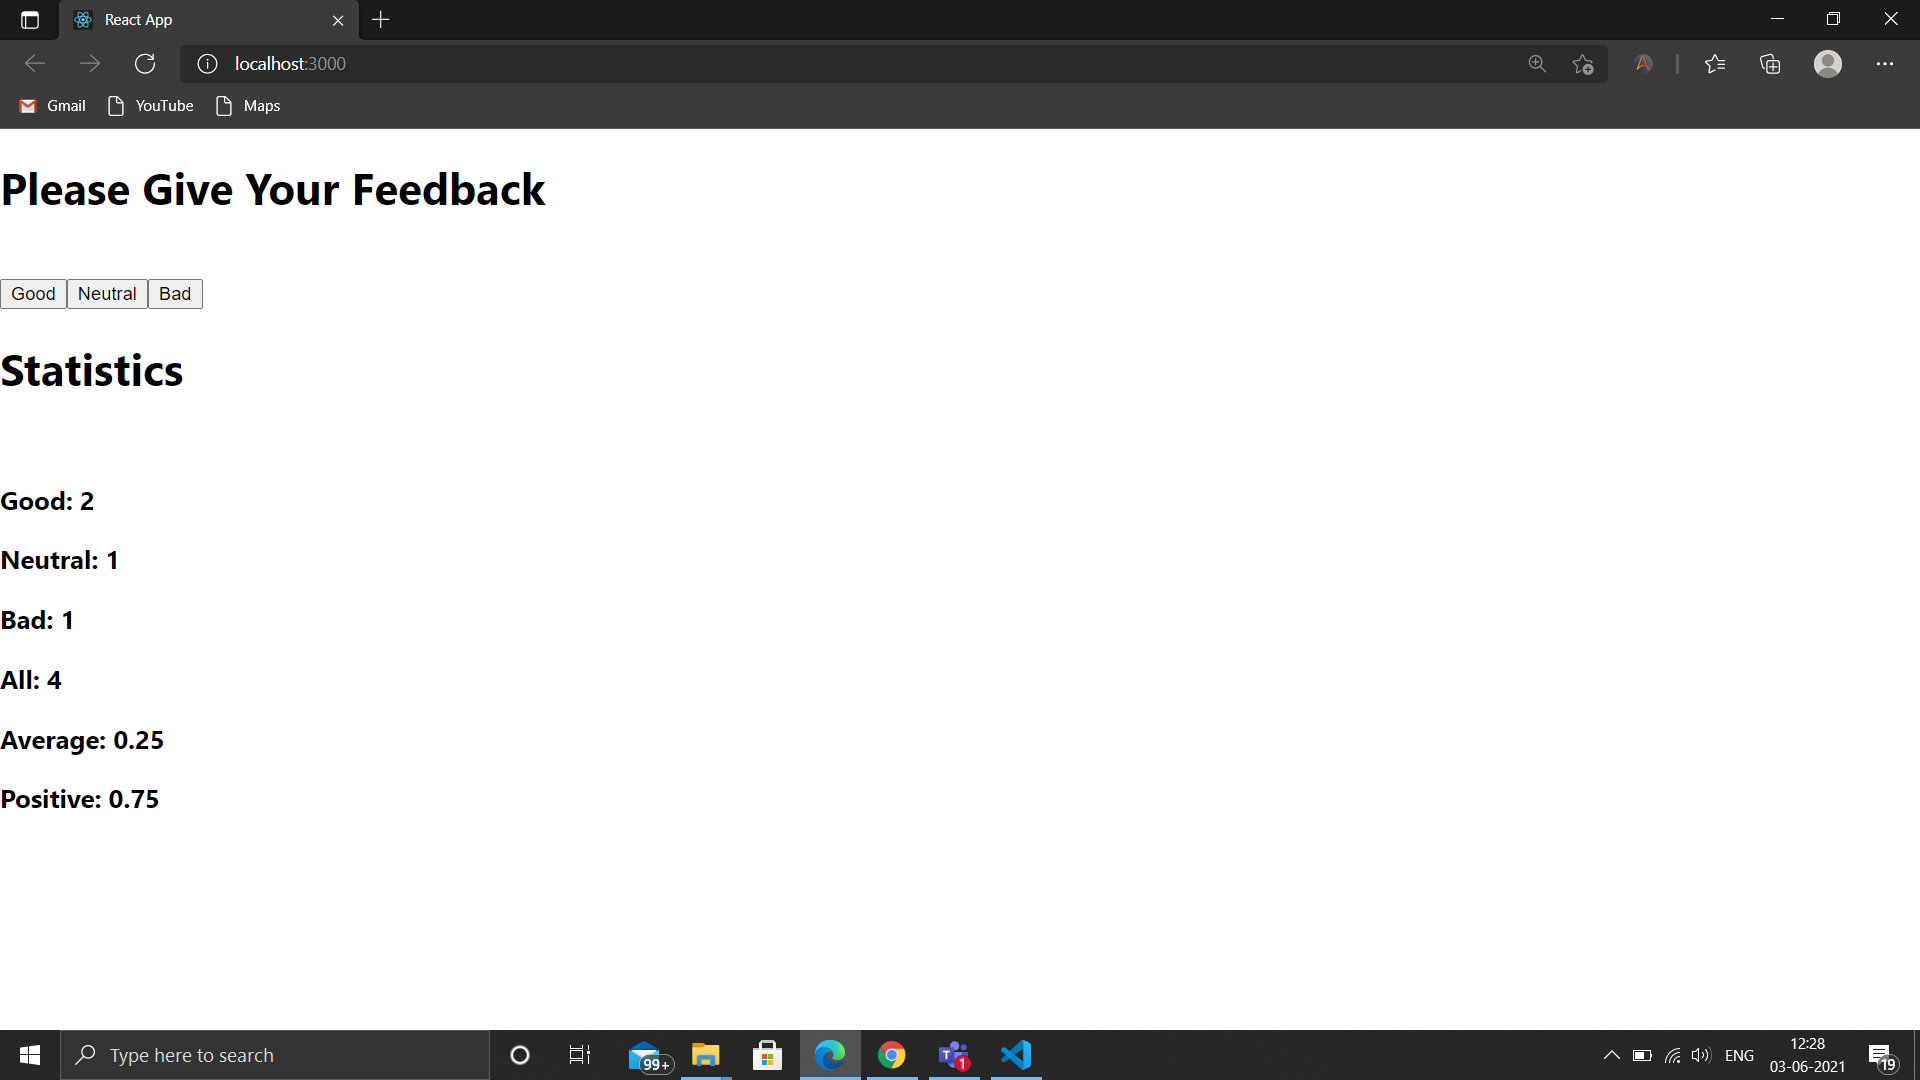 React App
localhost:3000
Gmail YouTube Maps
Please Give Your Feedback
Good Neutral Bad
Statistics
Good: 2
Neutral: 1
Bad: 1
All: 4
Average: 0.25
Positive: 0.75
Type here to search
99+
T 1
ENG
12:28
03-06-2021
19